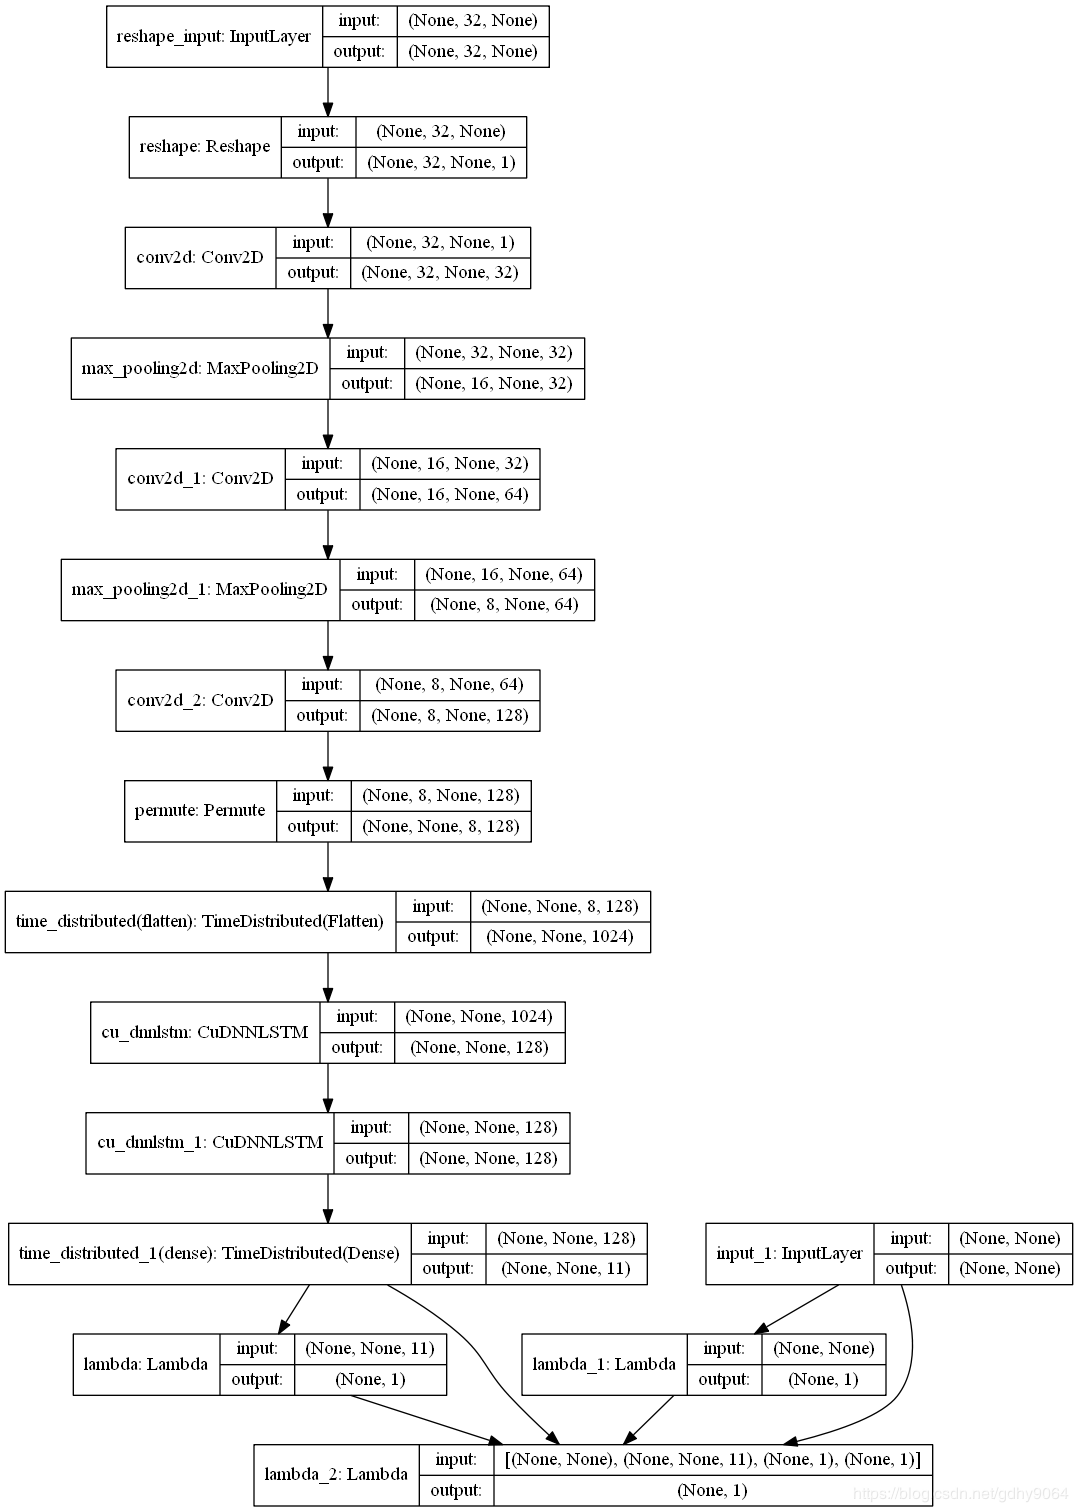 reshape_input: InputLayer
input: (None, 32, None)
output: (None, 32, None)
reshape: Reshape
input: (None, 32, None)
output: (None, 32, None, 1)
conv2d: Conv2D
input: (None, 32, None, 1)
output: (None, 32, None, 32)
max_pooling2d: MaxPooling2D
input: (None, 32, None, 32)
output: (None, 16, None, 32)
conv2d_1: Conv2D
input: (None, 16, None, 32)
output: (None, 16, None, 64)
max_pooling2d_1: MaxPooling2D
input: (None, 16, None, 64)
output: (None, 8, None, 64)
conv2d_2: Conv2D
input: (None, 8, None, 64)
output: (None, 8, None, 128)
permute: Permute
input: (None, 8, None, 128)
output: (None, None, 8, 128)
time_distributed(flatten): TimeDistributed(Flatten)
input: (None, None, 8, 128)
output: (None, None, 1024)
cu_dnnlstm: CuDNNLSTM
input: (None, None, 1024)
output: (None, None, 128)
cu_dnnlstm_1: CuDNNLSTM
input: (None, None, 128)
output: (None, None, 128)
time_distributed_1(dense): TimeDistributed(Dense)
input: (None, None, 128)
output: (None, None, 11)
input_1: InputLayer
input: (None, None)
output: (None, None)
lambda: Lambda
input: (None, None, 11)
output: (None, 1)
lambda_1: Lambda
input: (None, None)
output: (None, 1)
lambda_2: Lambda
input: [(None, None), (None, None, 11), (None, 1), (None, 1)]
output: (None, 1)
https://blog.csdn.net/gdhy9064